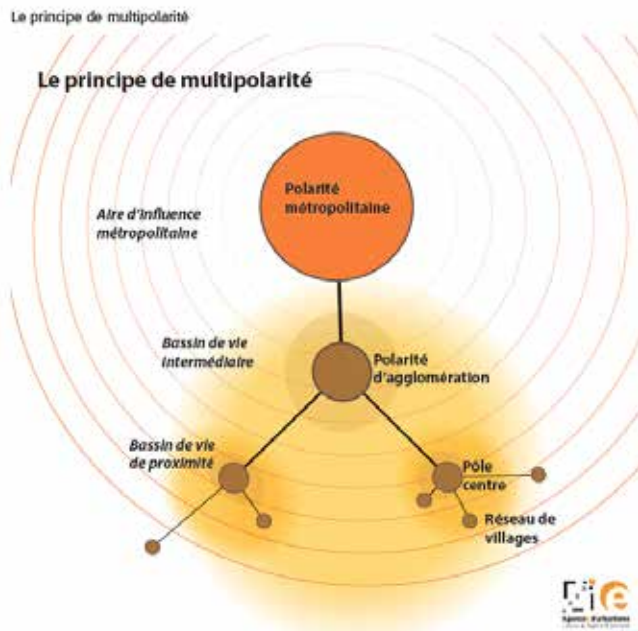 Le principe de multipolarité
Le principe de multipolarité
Polarité
métropolitaine
Aire d'influence
métropolitaine
Bassin de vie
intermédiaire
Polarité
d'agglomération
Bassin de vie
de proximité
Pôle
centre
Réseau de
villages